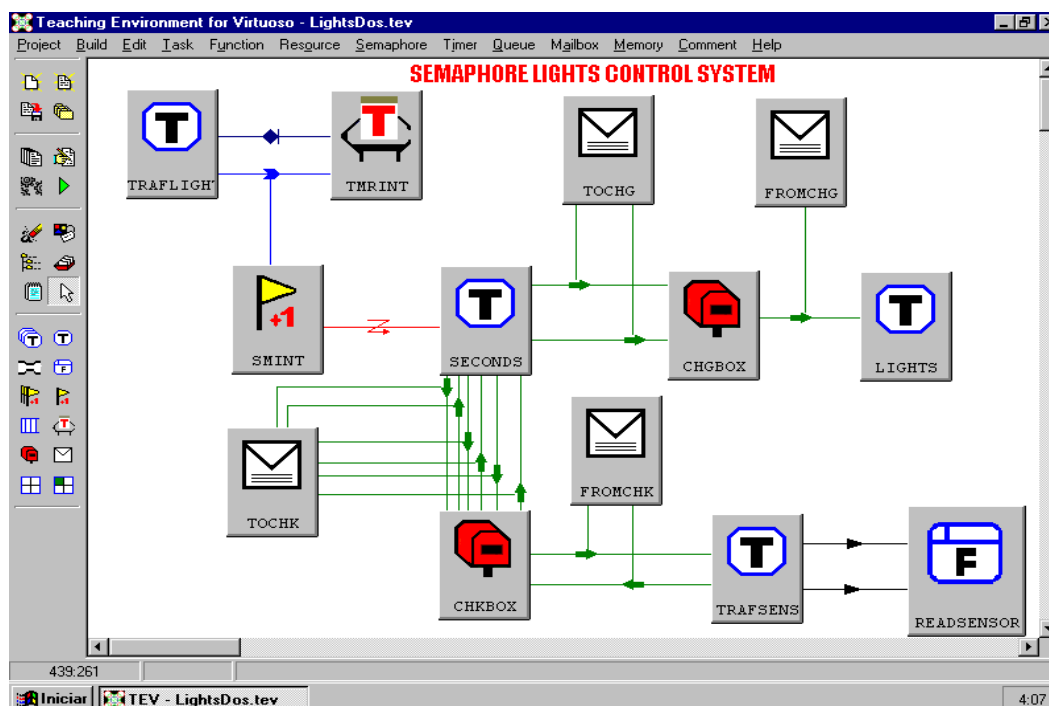 Teaching Environment for Virtuoso - LightsDos.tev
Project Build Edit Task Function Resource Semaphore Timer Queue Mailbox Memory Comment Help
SEMAPHORE LIGHTS CONTROL SYSTEM
T
TRAFLIGHT
T
TMRINT
TOCHG
FROMCHG
+1
SMINT
T
SECONDS
CHGBOX
T
LIGHTS
TOCHK
FROMCHK
CHKBOX
T
TRAFSENS
F
READSENSOR
439:261
Iniciar
TEV - LightsDos.tev
4:07